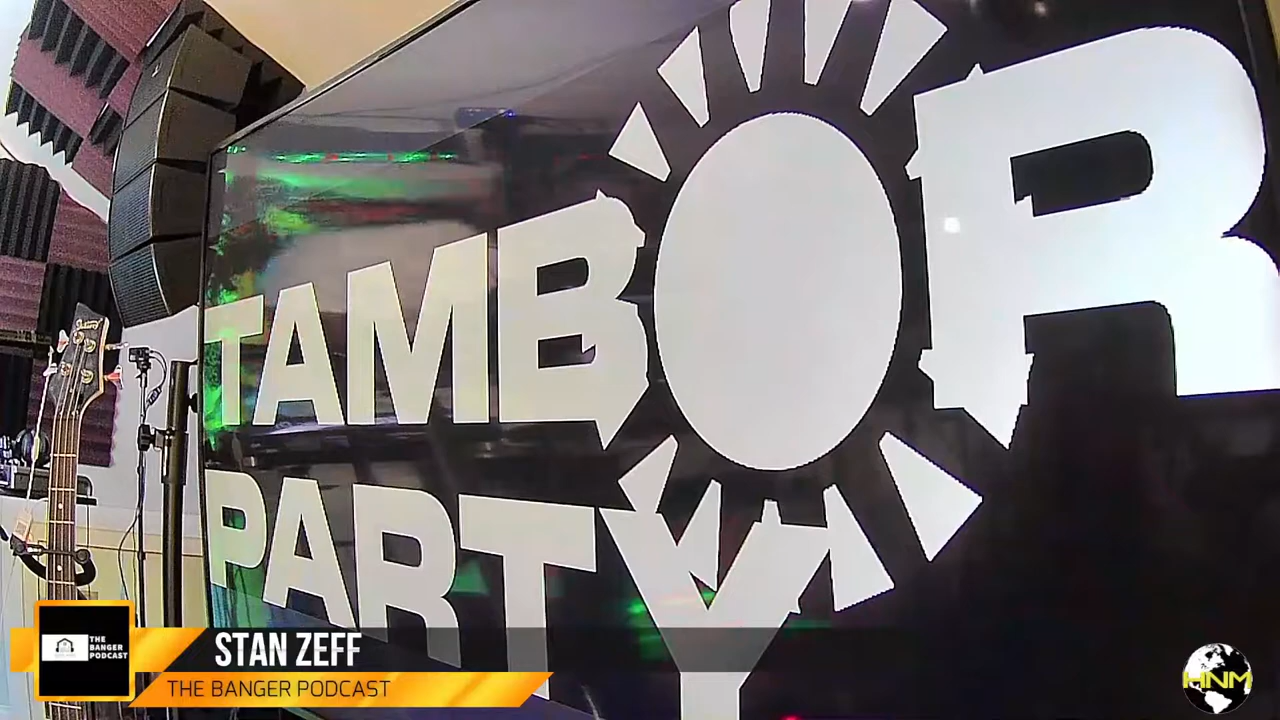 TAMBOR
PARTY
THE
BANGER
PODCAST
STAN ZEFF
THE BANGER PODCAST
HNM